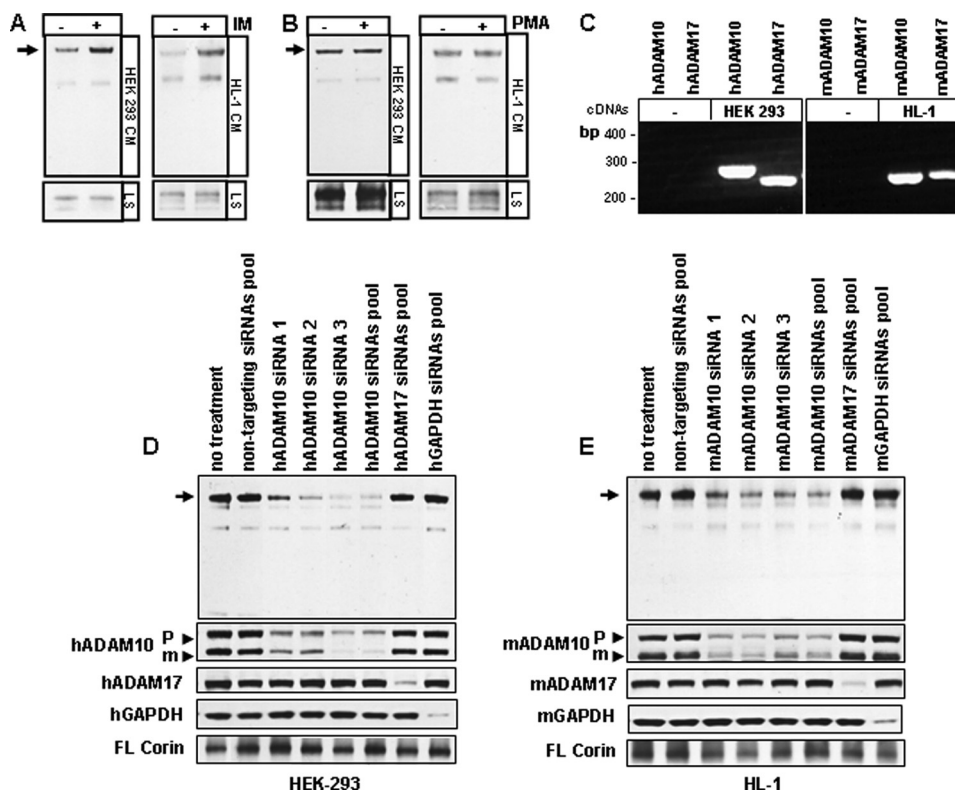 A
- +
IM
HEK 293 CM
HL-1 CM
LS
LS
B
- +
PMA
HEK 293 CM
HL-1 CM
LS
LS
C
hADAM10
hADAM17
hADAM10
hADAM17
mADAM10
mADAM17
mADAM10
mADAM17
cDNAs
-
HEK 293
-
HL-1
bp 400 -
300 -
200 -
D
no treatment
non-targeting siRNAs pool
hADAM10 siRNA 1
hADAM10 siRNA 2
hADAM10 siRNA 3
hADAM10 siRNAs pool
hADAM17 siRNAs pool
hGAPDH siRNAs pool
hADAM10
P
m
hADAM17
hGAPDH
FL Corin
HEK-293
E
no treatment
non-targeting siRNAs pool
mADAM10 siRNA 1
mADAM10 siRNA 2
mADAM10 siRNA 3
mADAM10 siRNAs pool
mADAM17 siRNAs pool
mGAPDH siRNAs pool
mADAM10
P
m
mADAM17
mGAPDH
FL Corin
HL-1